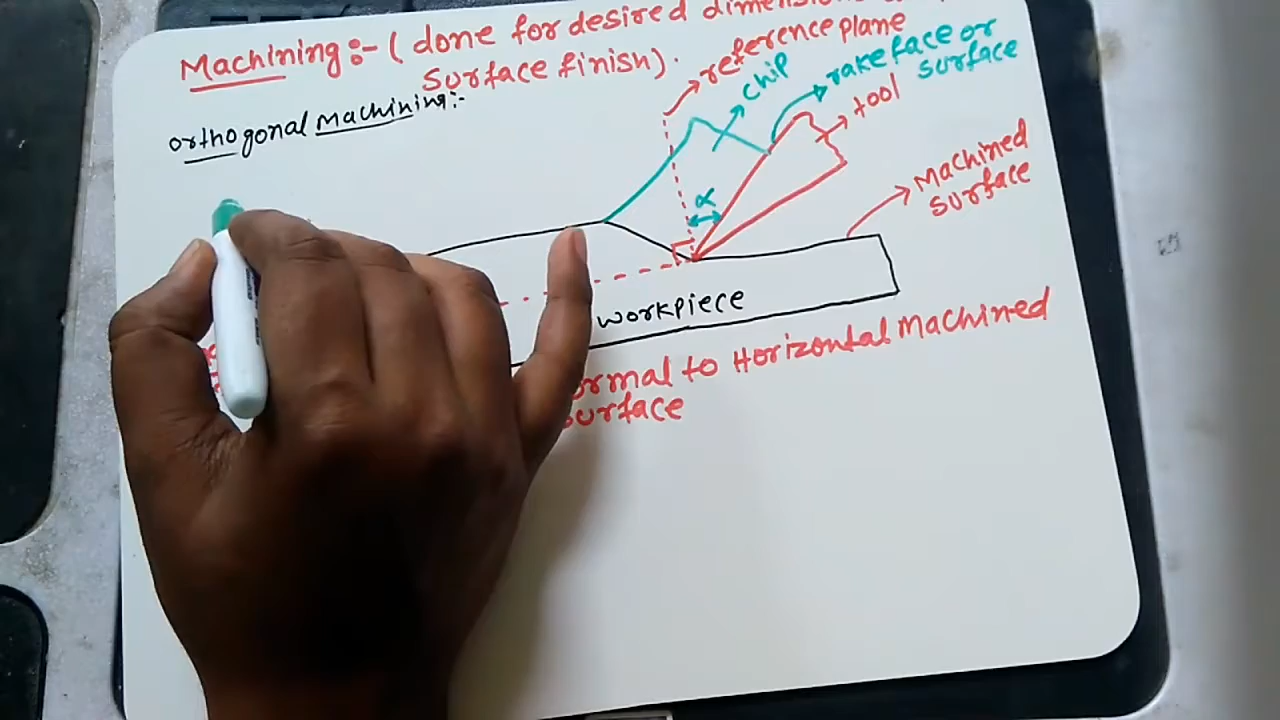 Machining :- ( done for desired
surface finish).
orthogonal machining:-
reference plane
chip
rake face or
surface
tool
α
Machined
surface
workpiece
to Horizontal Machined
surface